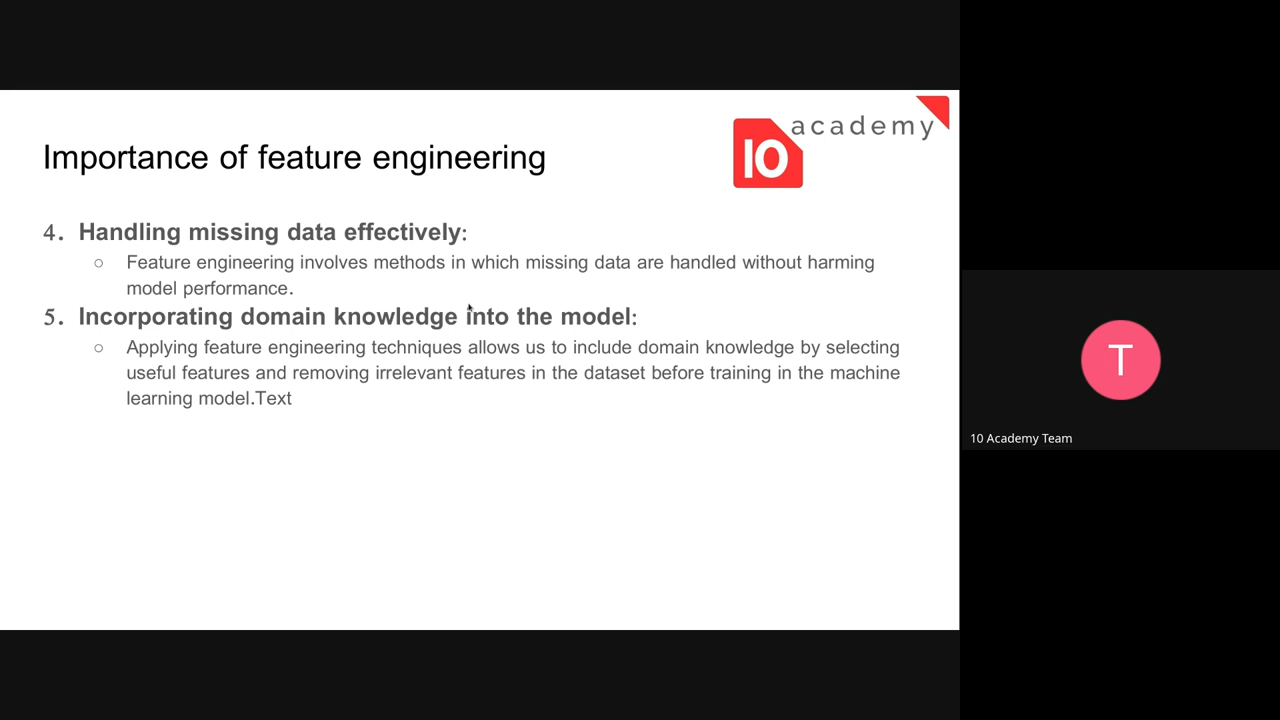 Importance of feature engineering
10 academy
4. Handling missing data effectively:
○ Feature engineering involves methods in which missing data are handled without harming
model performance.
5. Incorporating domain knowledge into the model:
○ Applying feature engineering techniques allows us to include domain knowledge by selecting
useful features and removing irrelevant features in the dataset before training in the machine
learning model.Text
T
10 Academy Team